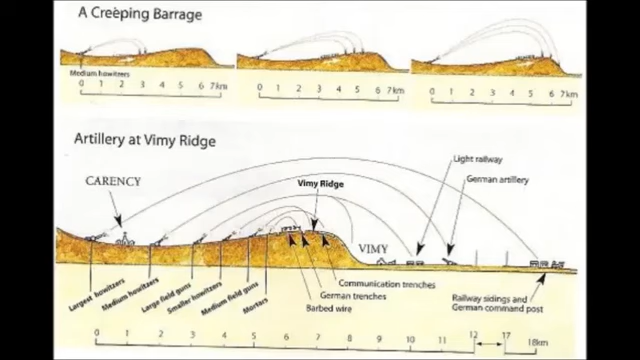 A Creeping Barrage
Medium howitzers
0 1 2 3 4 5 6 7km
0 1 2 3 4 5 6 7km
0 1 2 3 4 5 6 7km
Artillery at Vimy Ridge
Light railway
German artillery
CARENCY
Vimy Ridge
VIMY
Largest howitzers
Medium howitzers
Large field guns
Smaller howitzers
Medium field guns
Mortars
Communication trenches
German trenches
Barbed wire
Railway sidings and
German command post
0 1 2 3 4 5 6 7 8 9 10 11 12 17 18km